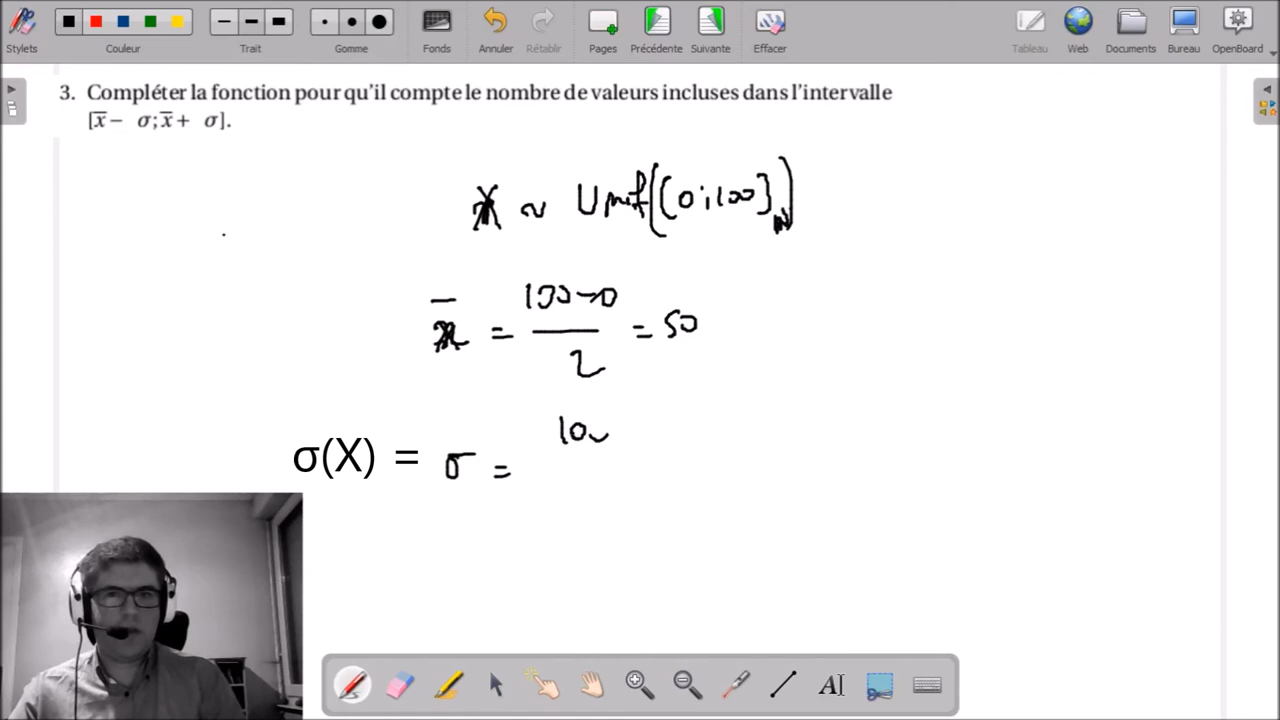 Stylets
Couleur
Trait
Gomme
Fonds
Annuler
Rétablir
Pages
Précédente
Suivante
Effacer
Tableau
Web
Documents
Bureau
OpenBoard
3. Compléter la fonction pour qu'il compte le nombre de valeurs incluses dans l'intervalle
[x̅ − σ; x̅ + σ].
X ~ Unif([0;100]ℕ)
x̅ = (100-0)/2 = 50
100
σ(X) = σ =
AI